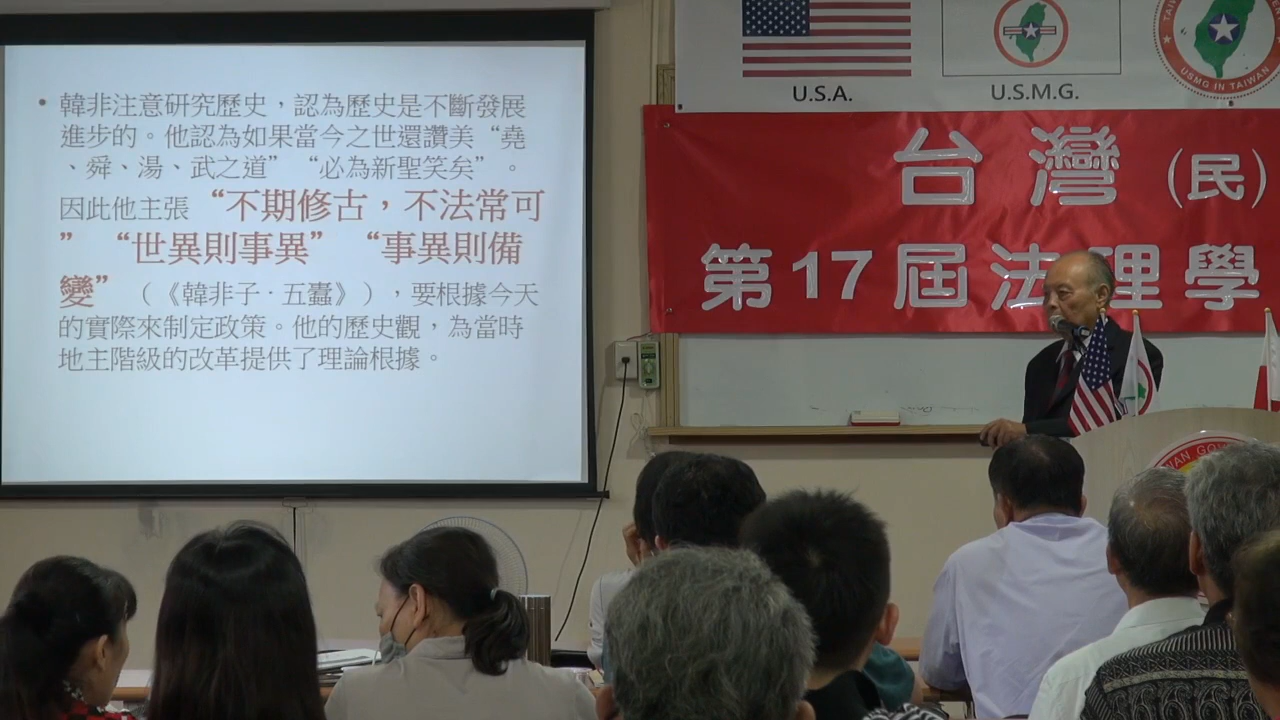 • 韓非注意研究歷史，認為歷史是不斷發展
進步的。他認為如果當今之世還讚美“堯
、舜、湯、武之道”“必為新聖笑矣”。
因此他主張“不期修古，不法常可
”“世異則事異”“事異則備
變”（《韓非子·五蠹》），要根據今天
的實際來制定政策。他的歷史觀，為當時
地主階級的改革提供了理論根據。
U.S.A.
U.S.M.G.
USMG IN TAIWAN
台灣(民)
第17屆法理學